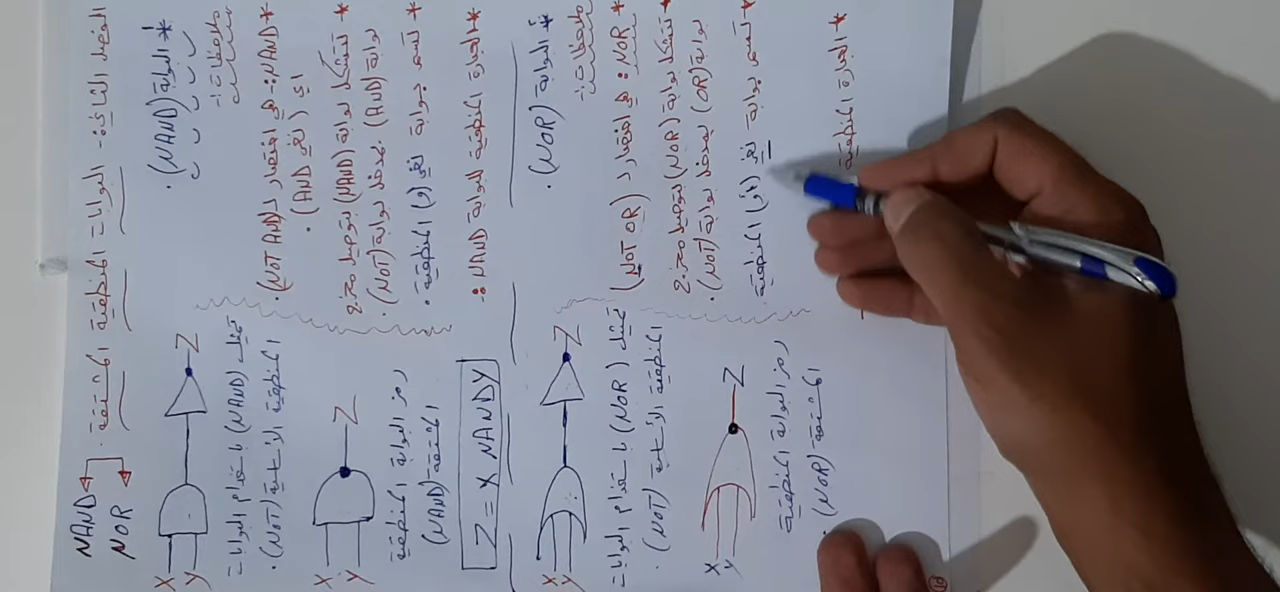 الفصل الثاني: البوابات المنطقية المشتقة.
NAND
NOR
* أ البوابة (NAND).
ملاحظات:-
* NAND:- هي اختصار لـ (NOT AND).
اي (نفي AND).
* تتشكل بوابة (NAND) بتوصيل مخرج
بوابة (AND) بمدخل بوابة (NOT).
* تسمى بوابة نفي (و) المنطقية.
* العبارة المنطقية للبوابة NAND:-
X
Y
Z
تمثيل (NAND) باستخدام البوابات
المنطقية الأساسية (NOT).
X
Y
Z
رمز البوابة المنطقية
المشتقة (NAND)
Z = X NAND Y
* البوابة (NOR).
ملاحظات:-
* NOR: هي اختصار لـ (NOT OR)
* تتشكل بوابة (NOR) بتوصيل مخرج
بوابة (OR) بمدخل بوابة (NOT).
* تسمى بوابة نفي (أو) المنطقية.
* العبارة المنطقية
X
Y
Z
تمثيل (NOR) باستخدام البوابات
المنطقية الأساسية (NOT).
X
Y
Z
رمز البوابة المنطقية
المشتقة (NOR).